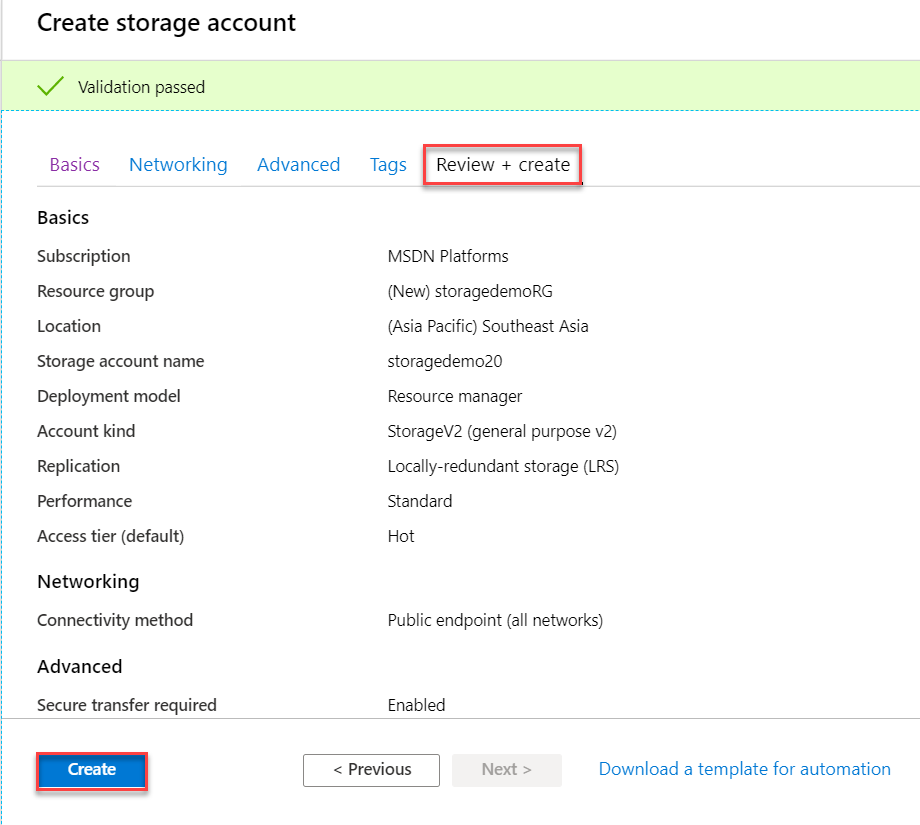 Create storage account
Validation passed
Basics Networking Advanced Tags Review + create
Basics
Subscription MSDN Platforms
Resource group (New) storagedemoRG
Location (Asia Pacific) Southeast Asia
Storage account name storagedemo20
Deployment model Resource manager
Account kind StorageV2 (general purpose v2)
Replication Locally-redundant storage (LRS)
Performance Standard
Access tier (default) Hot
Networking
Connectivity method Public endpoint (all networks)
Advanced
Secure transfer required Enabled
Create < Previous Next > Download a template for automation